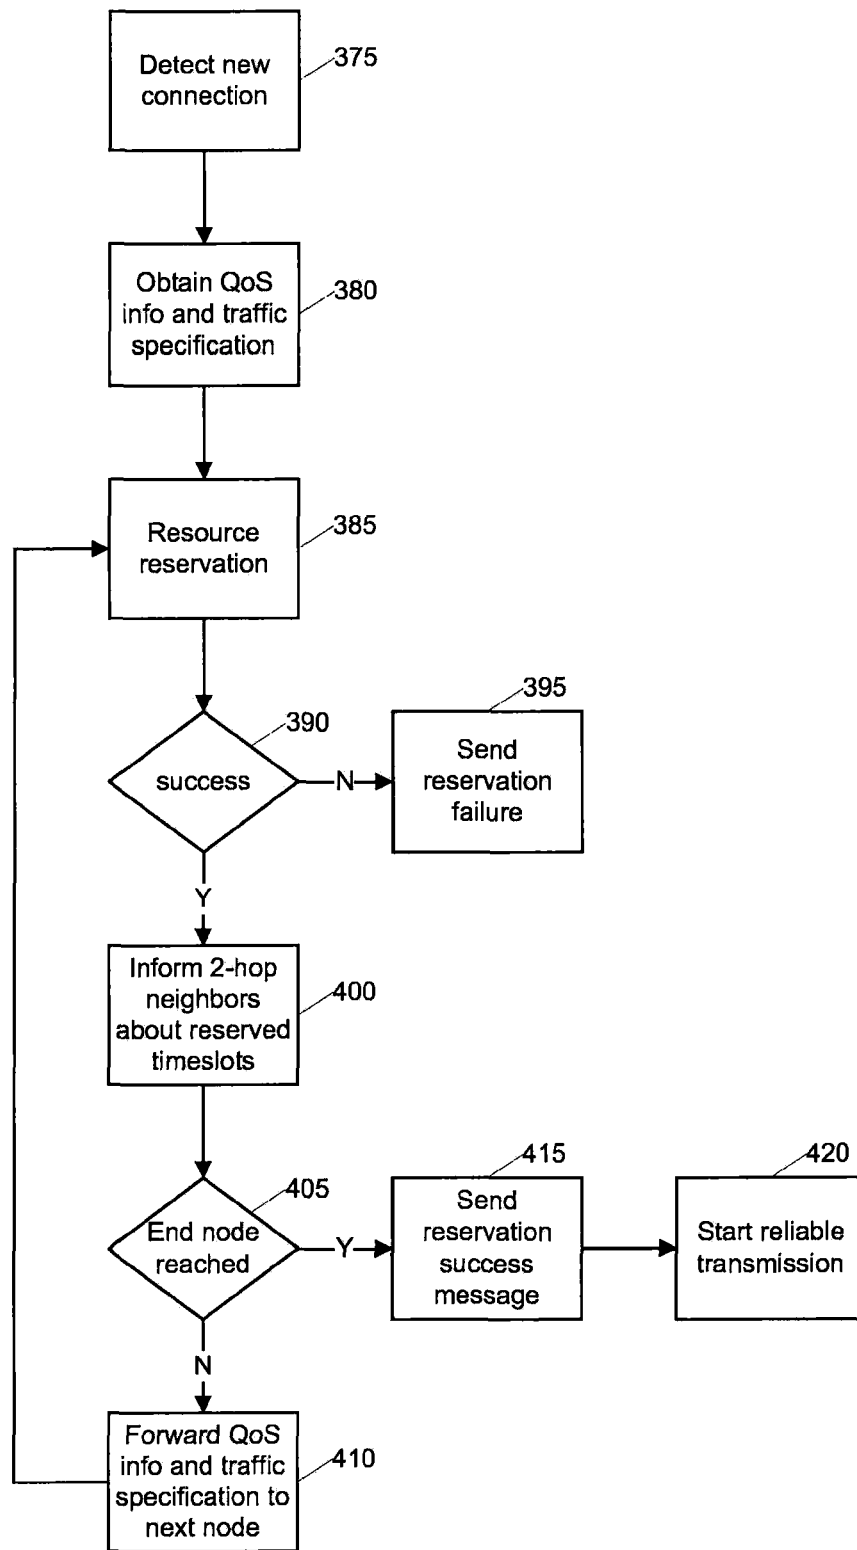 Detect new
connection
375
Obtain QoS
info and traffic
specification
380
Resource
reservation
385
success
390
N
395
Send
reservation
failure
Y
Inform 2-hop
neighbors
about reserved
timeslots
400
End node
reached
405
Y
415
Send
reservation
success
message
420
Start reliable
transmission
N
Forward QoS
info and traffic
specification to
next node
410